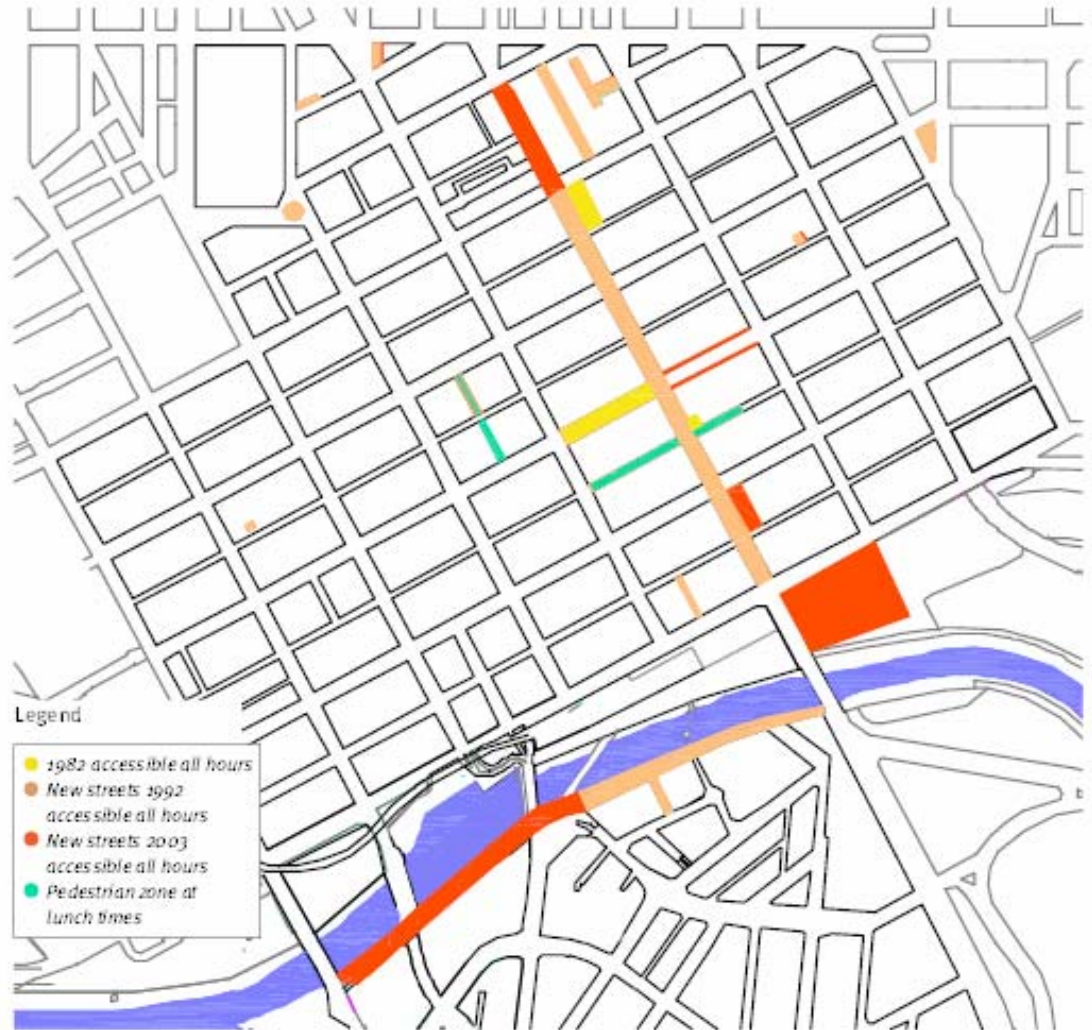 Legend
1982 accessible all hours
New streets 1992
accessible all hours
New streets 2003
accessible all hours
Pedestrian zone at
lunch times